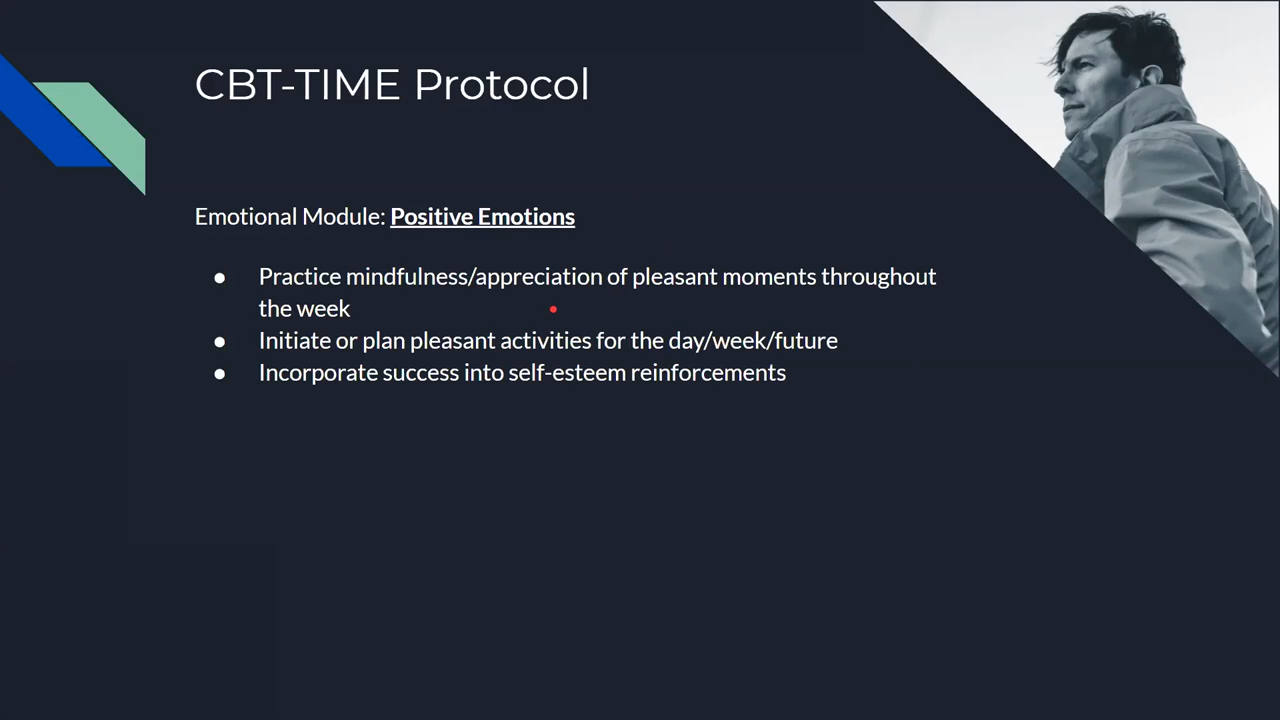 CBT-TIME Protocol
Emotional Module: Positive Emotions
● Practice mindfulness/appreciation of pleasant moments throughout
the week
● Initiate or plan pleasant activities for the day/week/future
● Incorporate success into self-esteem reinforcements